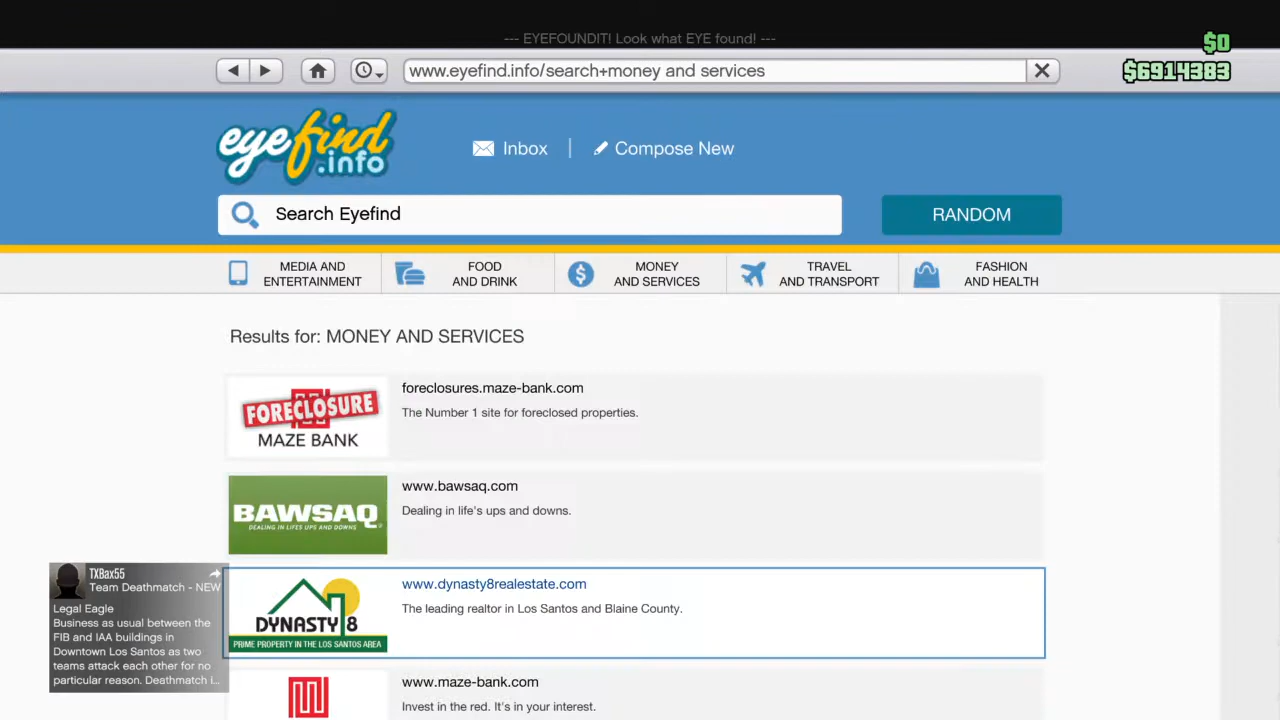 --- EYEFOUNDIT! Look what EYE found! ---
$0
www.eyefind.info/search+money and services
$6914383
eyefind.info
Inbox
Compose New
Search Eyefind
RANDOM
MEDIA AND
ENTERTAINMENT
FOOD
AND DRINK
MONEY
AND SERVICES
TRAVEL
AND TRANSPORT
FASHION
AND HEALTH
Results for: MONEY AND SERVICES
FORECLOSURE
MAZE BANK
foreclosures.maze-bank.com
The Number 1 site for foreclosed properties.
BAWSAQ
DEALING IN LIFE'S UPS AND DOWNS
www.bawsaq.com
Dealing in life's ups and downs.
TXBax55
Team Deathmatch - NEW
Legal Eagle
Business as usual between the
FIB and IAA buildings in
Downtown Los Santos as two
teams attack each other for no
particular reason. Deathmatch i...
DYNASTY 8
PRIME PROPERTY IN THE LOS SANTOS AREA
www.dynasty8realestate.com
The leading realtor in Los Santos and Blaine County.
www.maze-bank.com
Invest in the red. It's in your interest.